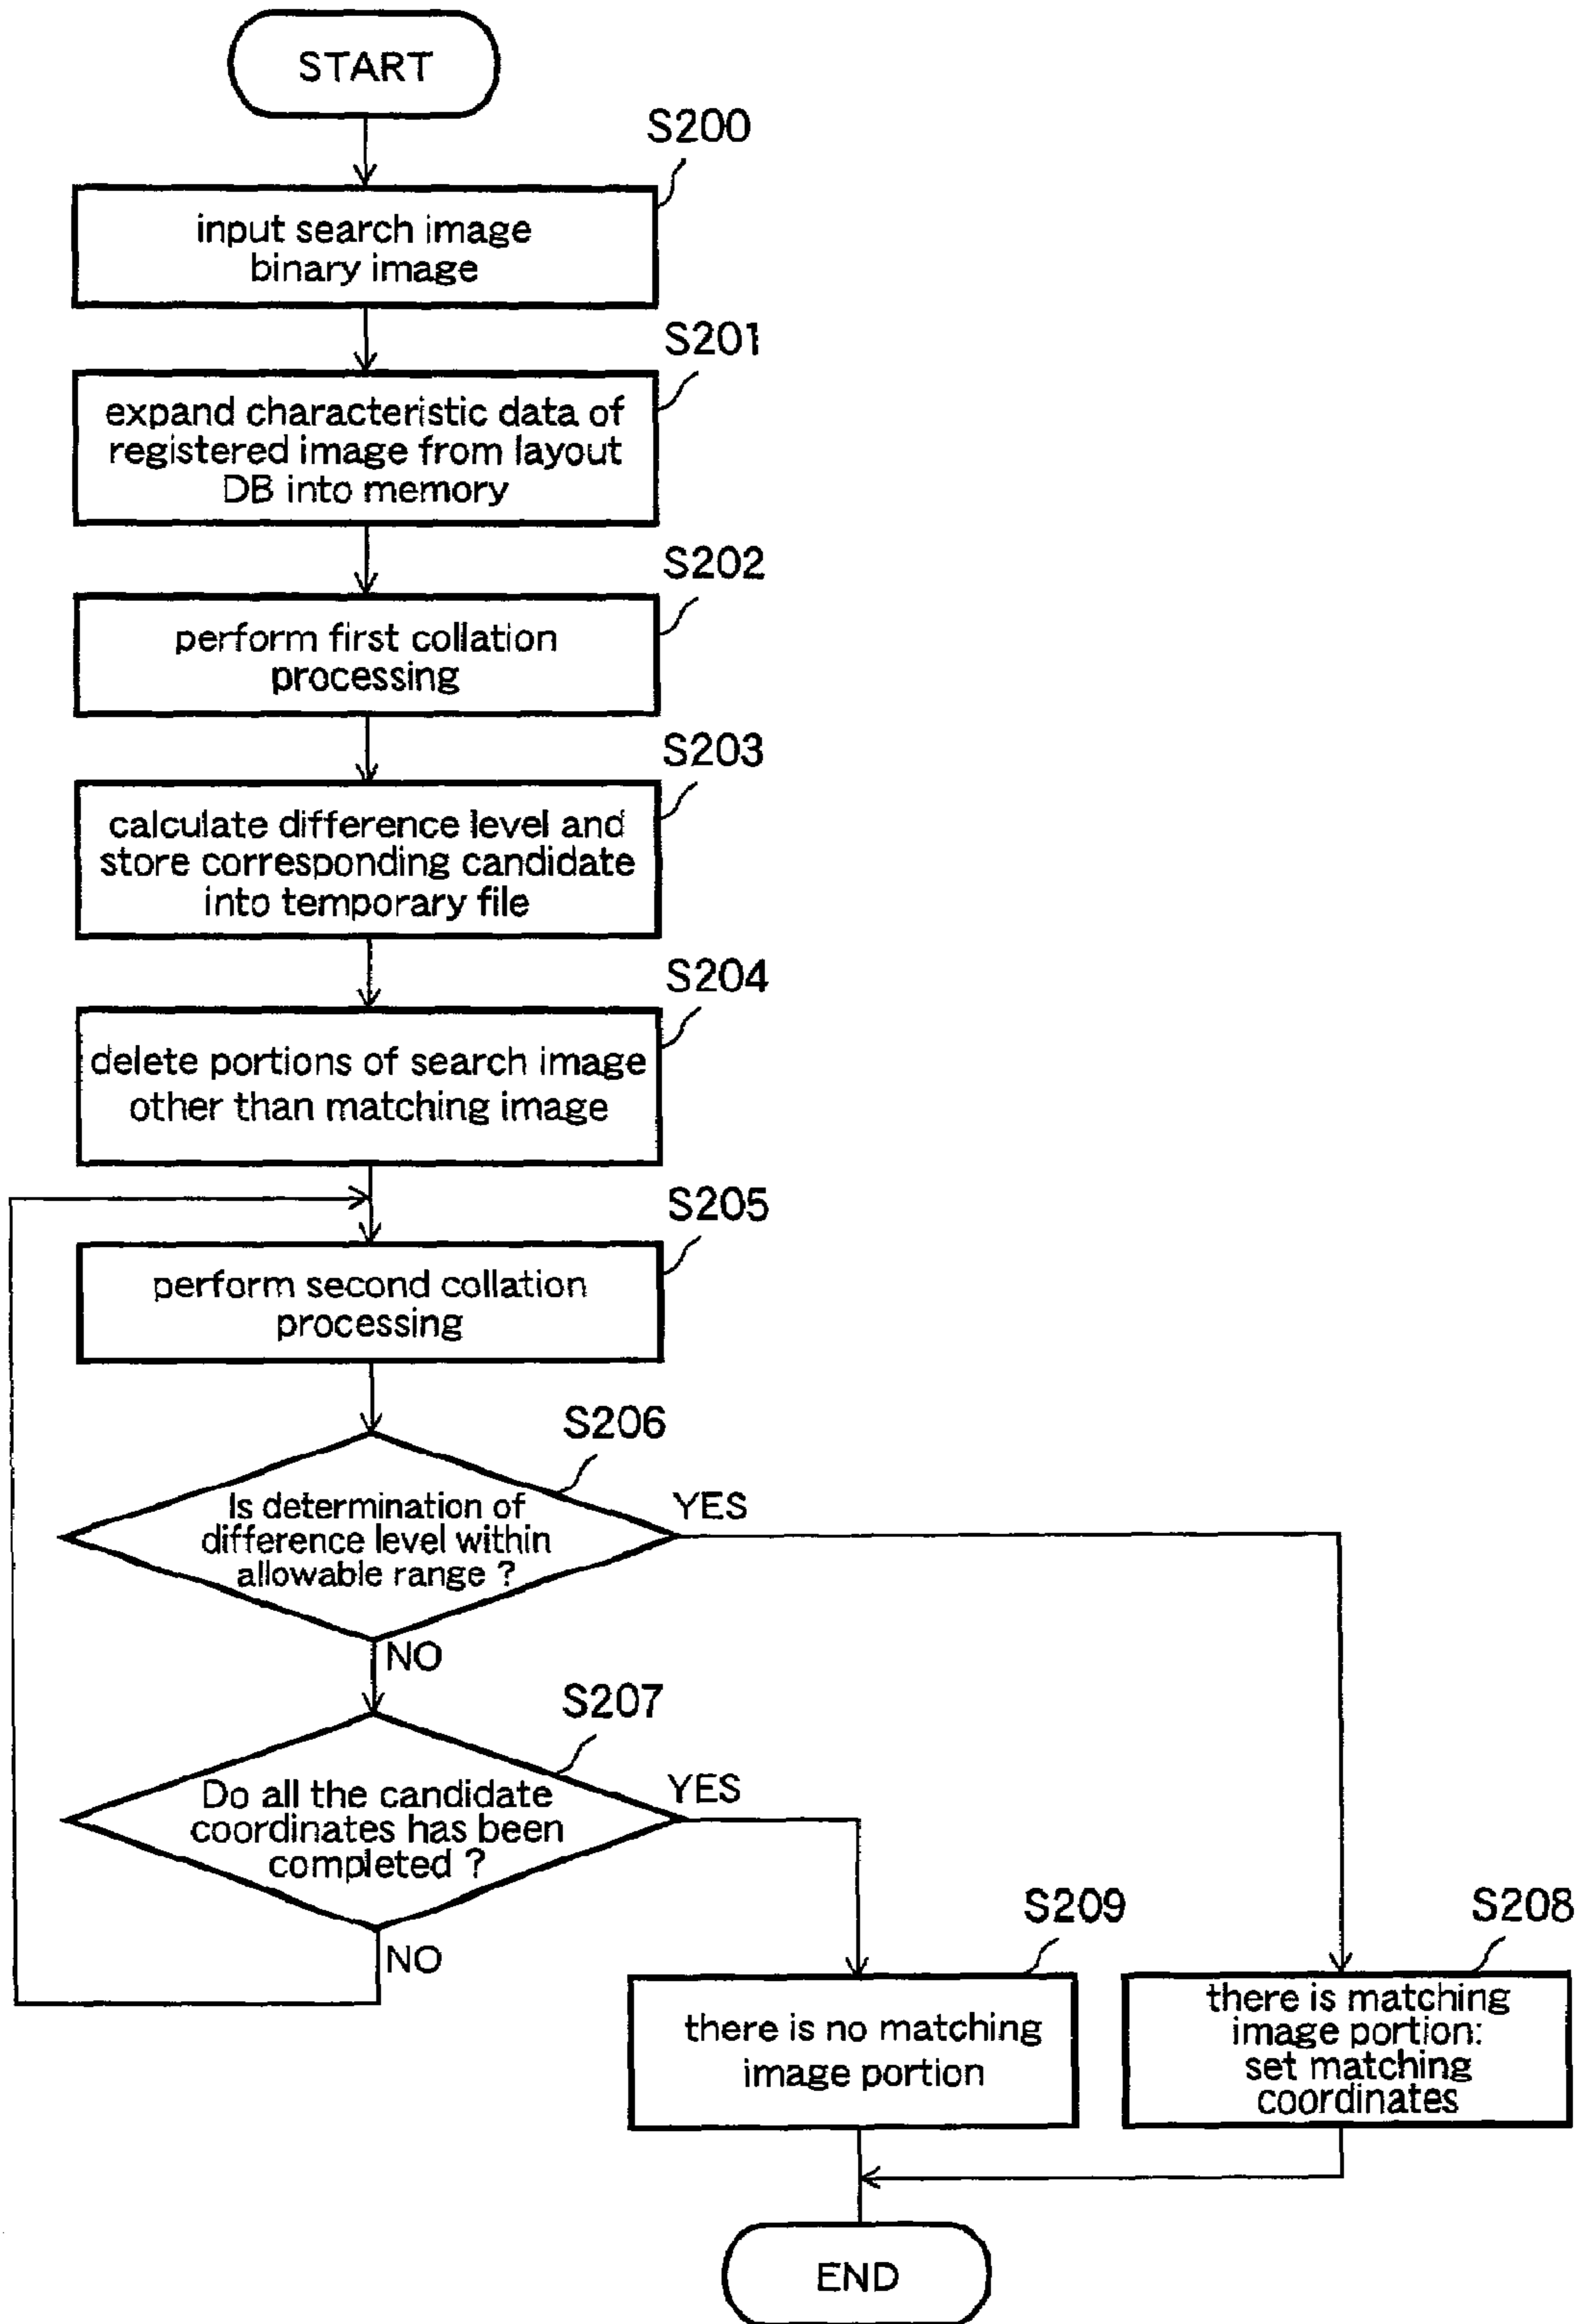 START
S200
input search image
binary image
S201
expand characteristic data of
registered image from layout
DB into memory
S202
perform first collation
processing
S203
calculate difference level and
store corresponding candidate
into temporary file
S204
delete portions of search image
other than matching image
S205
perform second collation
processing
S206
Is determination of
difference level within
allowable range ?
YES
NO
S207
Do all the candidate
coordinates has been
completed ?
YES
NO
S209
there is no matching
image portion
S208
there is matching
image portion:
set matching
coordinates
END